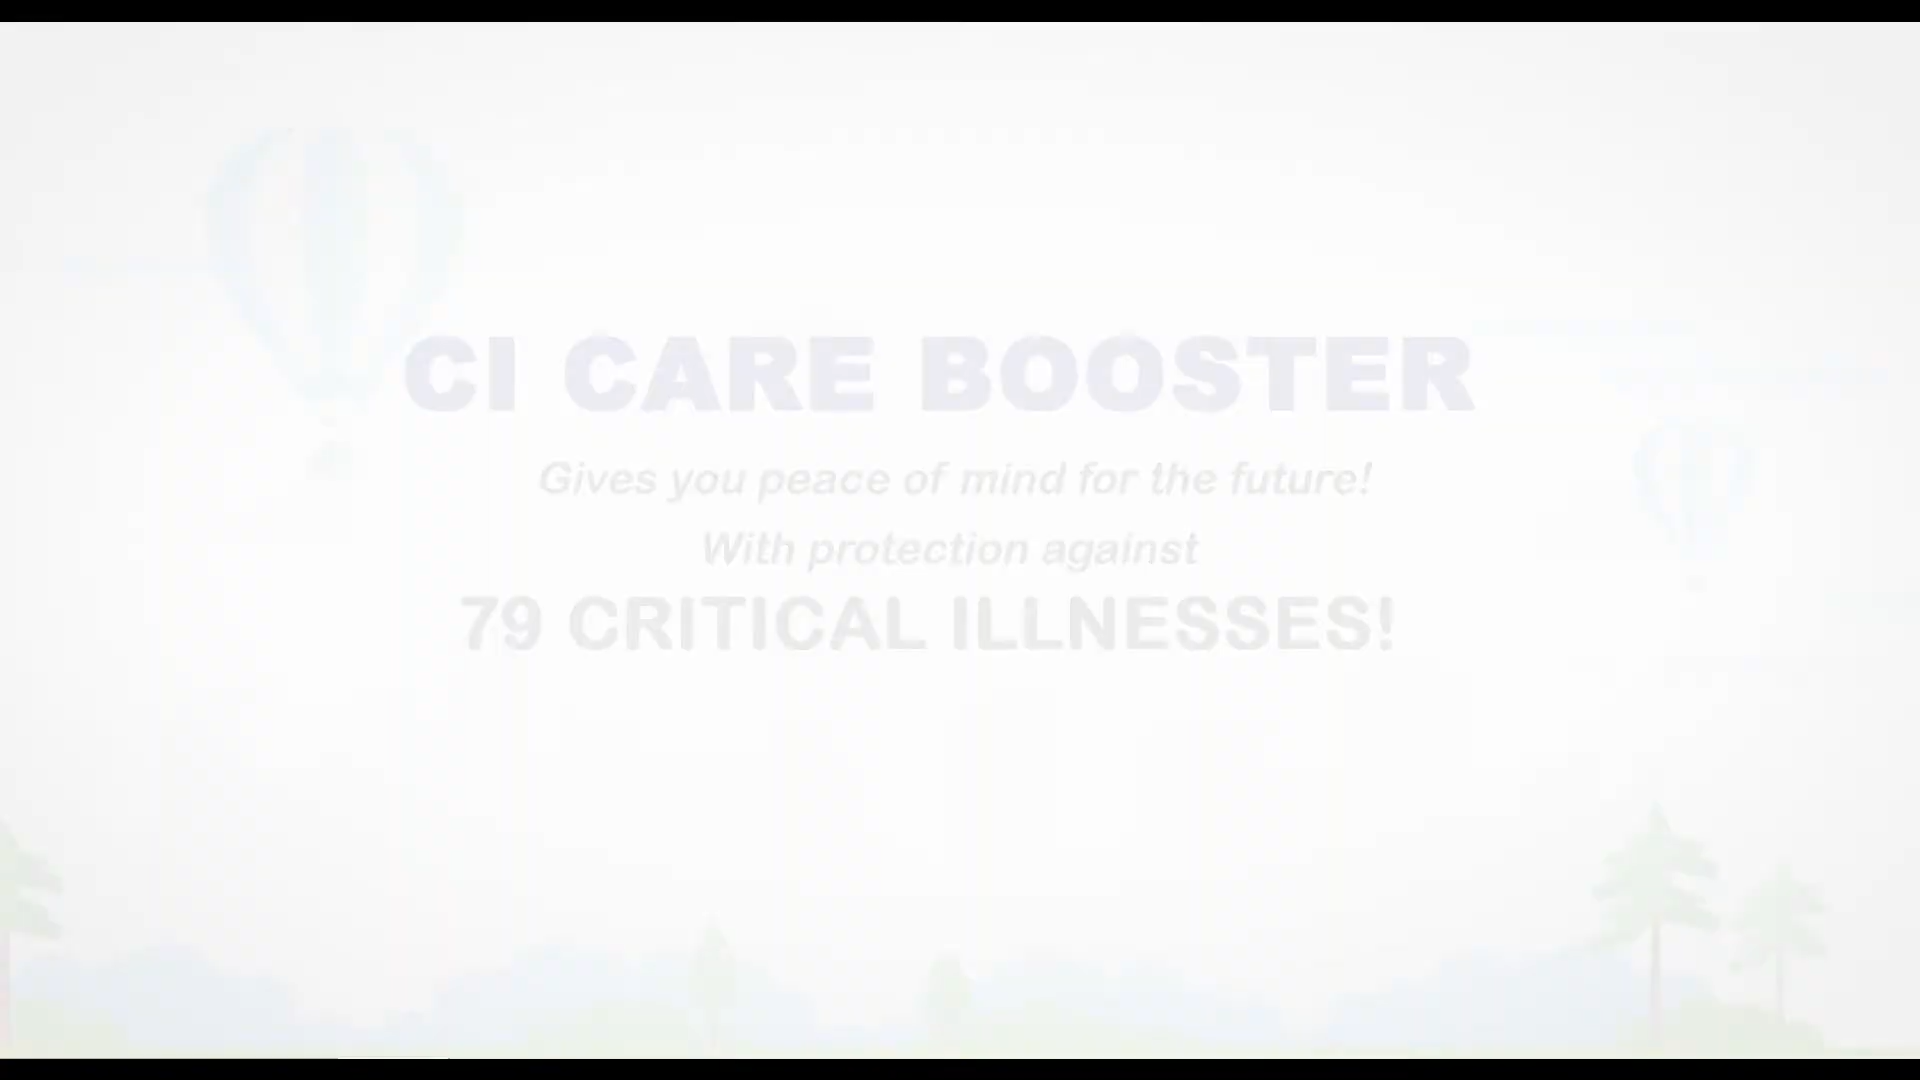 CI CARE BOOSTER
Gives you peace of mind for the future!
With protection against
79 CRITICAL ILLNESSES!